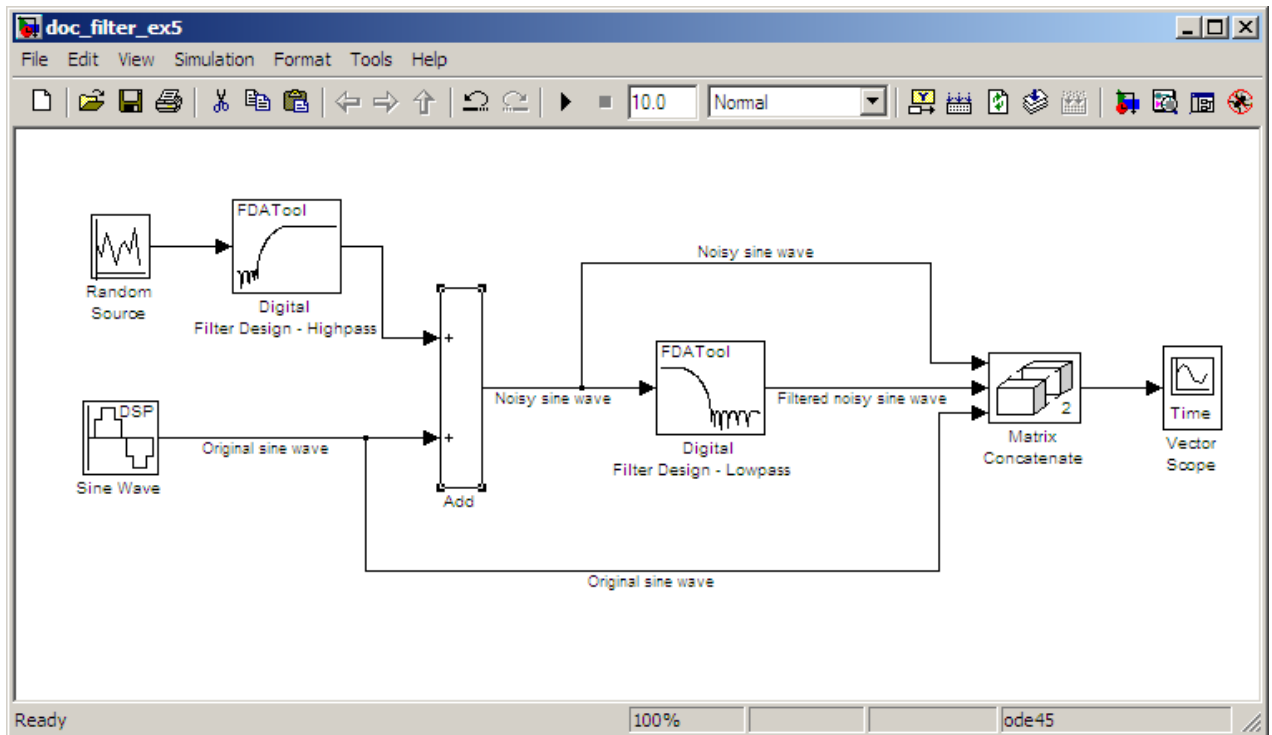 doc_filter_ex5
File Edit View Simulation Format Tools Help
10.0 Normal
FDATool
Random
Source
Digital
Filter Design - Highpass
Noisy sine wave
+
FDATool
Noisy sine wave
Filtered noisy sine wave
2
Time
DSP
Original sine wave
+
Sine Wave
Add
Digital
Filter Design - Lowpass
Matrix
Concatenate
Vector
Scope
Original sine wave
Ready 100% ode45